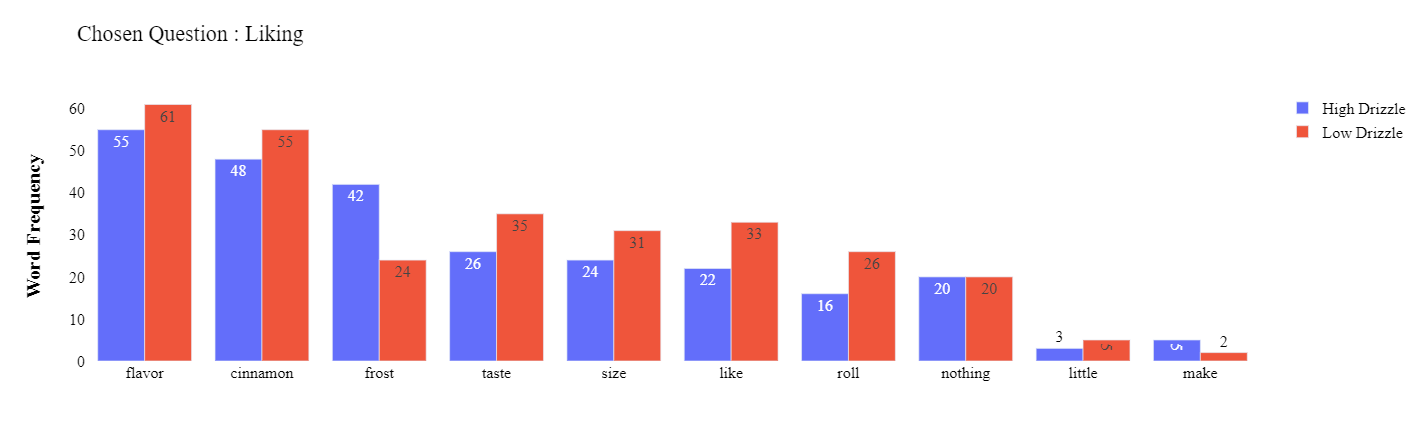 Chosen Question : Liking
Word Frequency
60
50
40
30
20
10
0
55
61
48
55
42
24
26
35
24
31
22
33
16
26
20
20
3
5
5
2
flavor
cinnamon
frost
taste
size
like
roll
nothing
little
make
High Drizzle
Low Drizzle